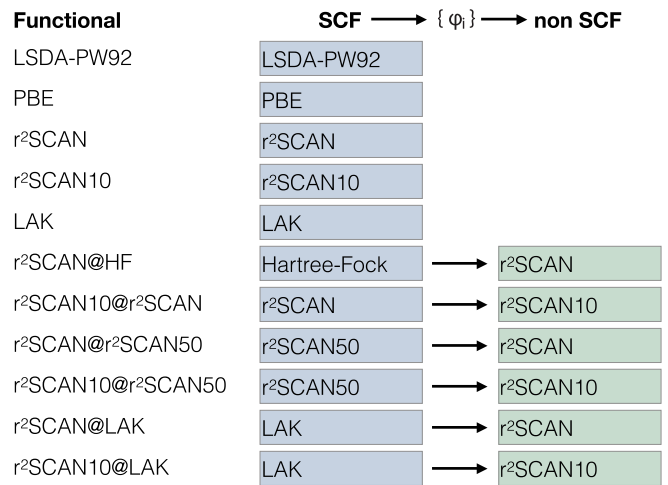 Functional SCF { φi } non SCF
LSDA-PW92 LSDA-PW92
PBE PBE
r²SCAN r²SCAN
r²SCAN10 r²SCAN10
LAK LAK
r²SCAN@HF Hartree-Fock r²SCAN
r²SCAN10@r²SCAN r²SCAN r²SCAN10
r²SCAN@r²SCAN50 r²SCAN50 r²SCAN
r²SCAN10@r²SCAN50 r²SCAN50 r²SCAN10
r²SCAN@LAK LAK r²SCAN
r²SCAN10@LAK LAK r²SCAN10